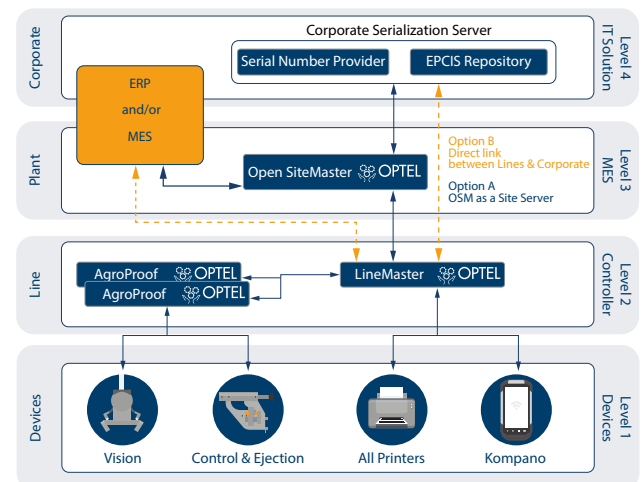 Corporate
Corporate Serialization Server
Serial Number Provider
EPCIS Repository
Level 4
IT Solution
ERP
and/or
MES
Plant
Open SiteMaster OPTEL
Option B
Direct link
between Lines & Corporate
Option A
OSM as a Site Server
Level 3
MES
Line
AgroProof OPTEL
AgroProof OPTEL
LineMaster OPTEL
Level 2
Controller
Devices
Vision
Control & Ejection
All Printers
Kompano
Level 1
Devices